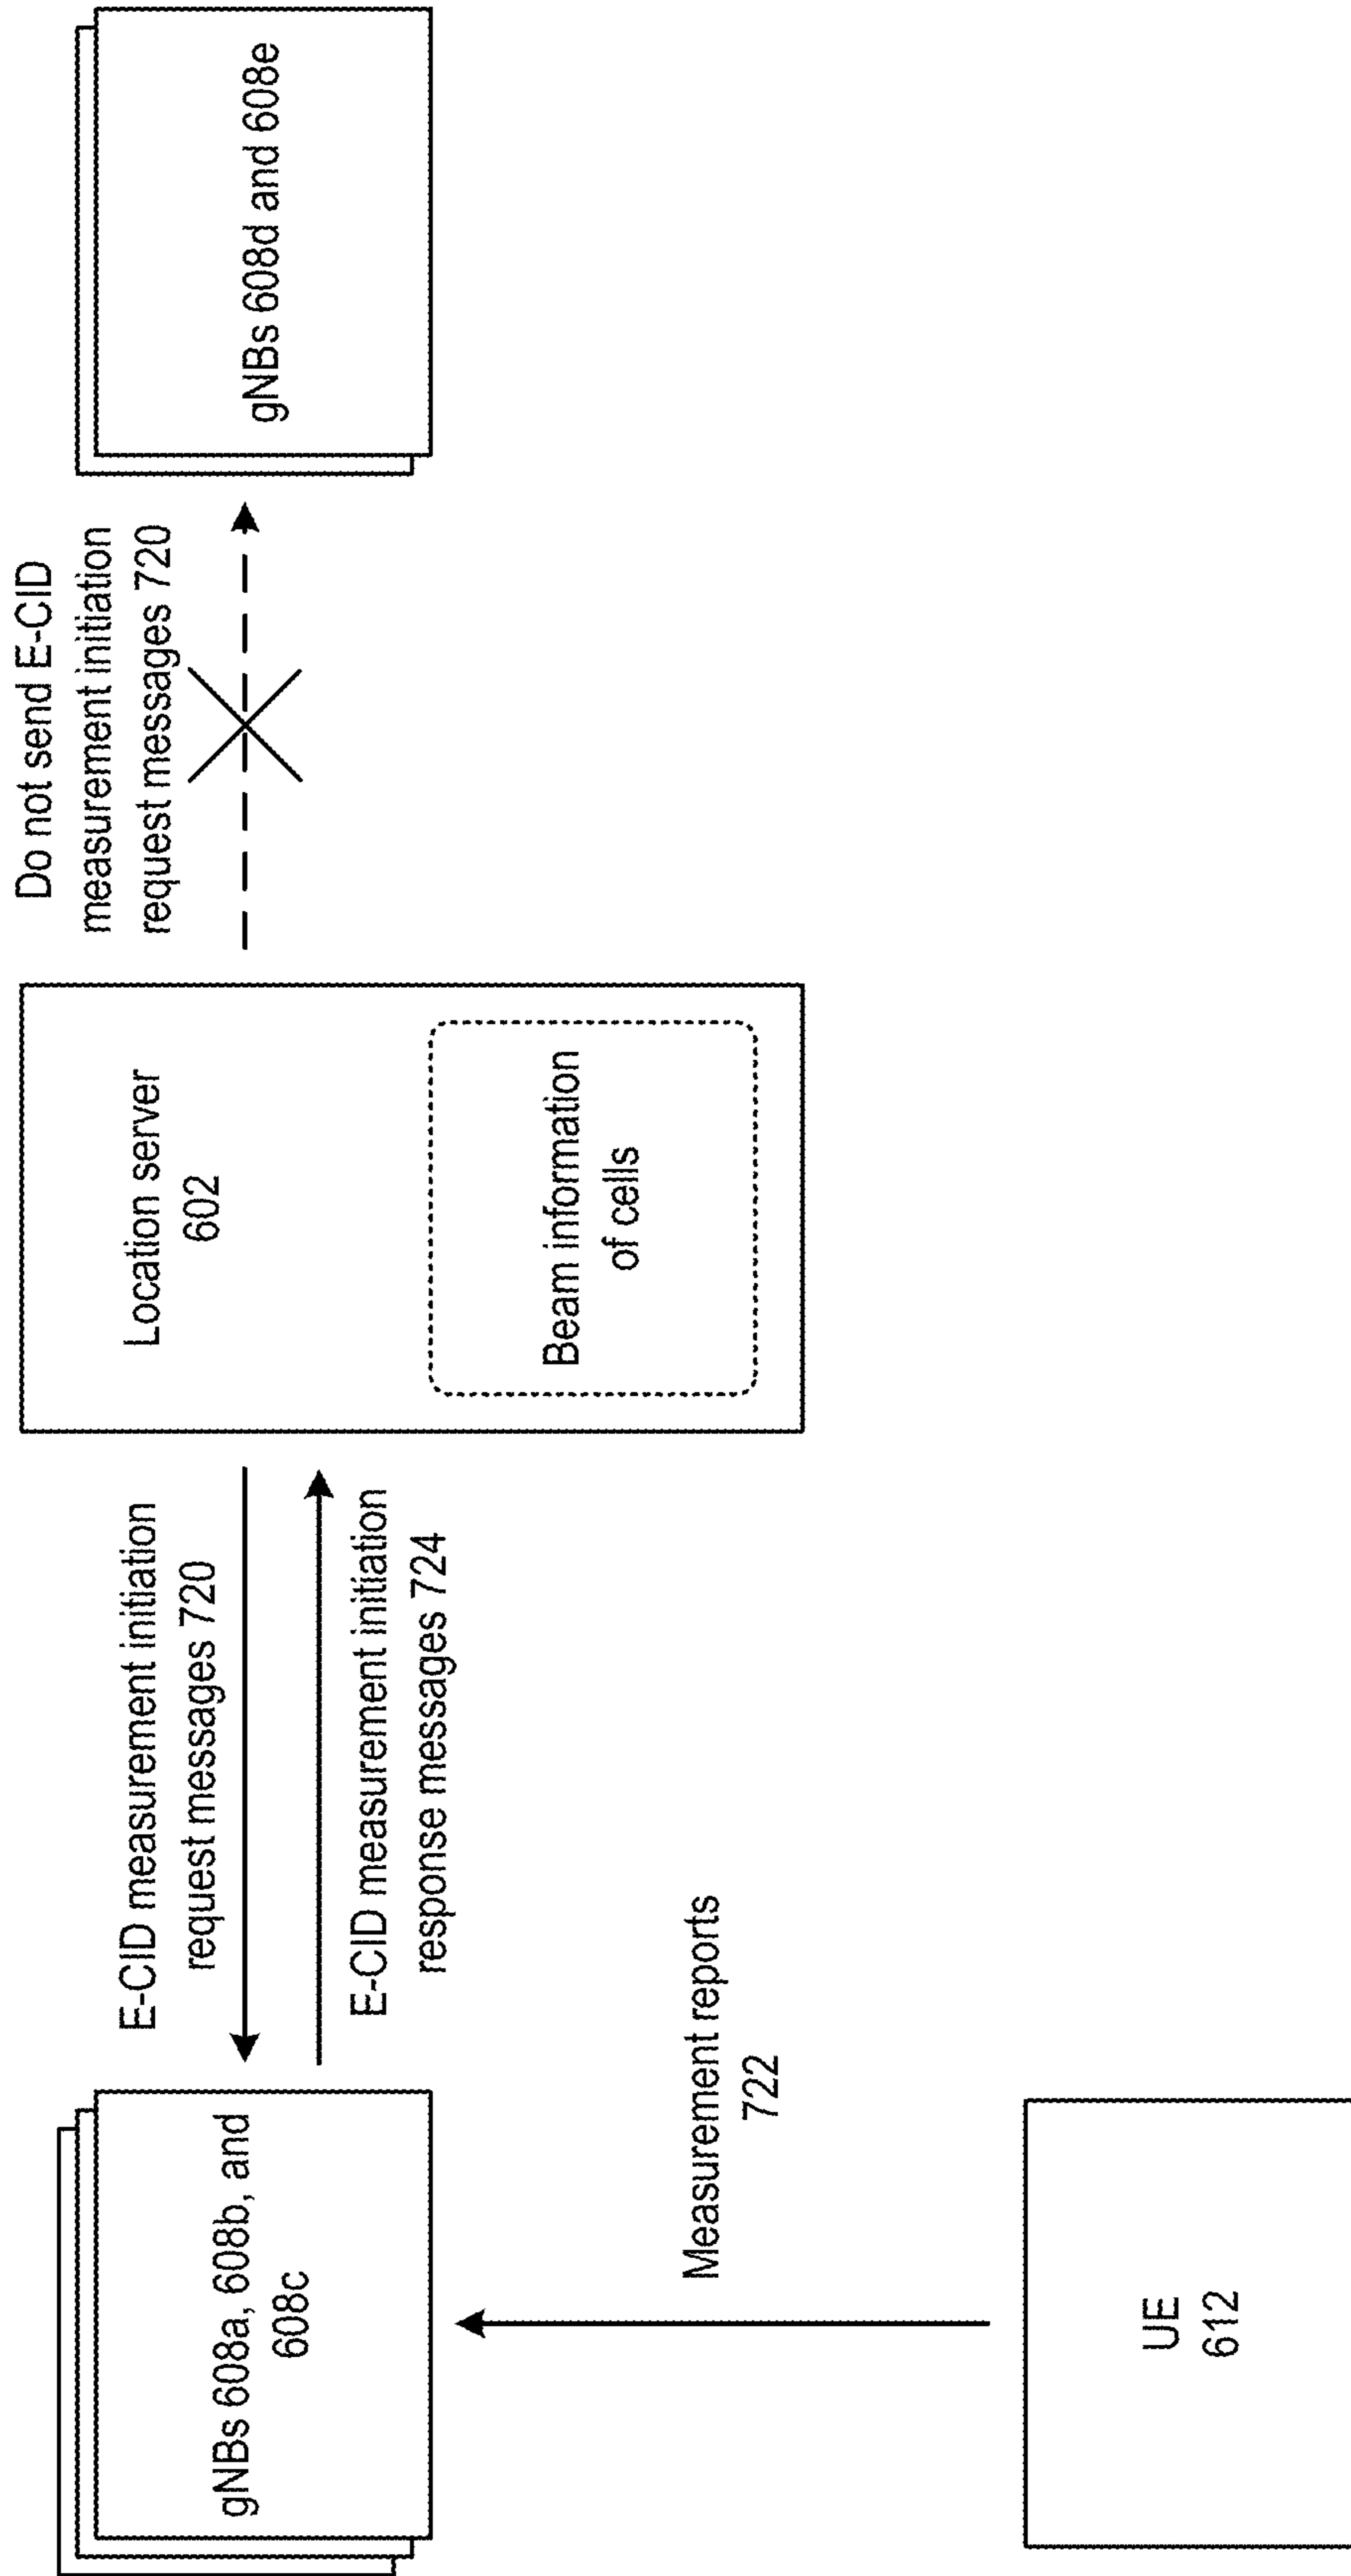 gNBs 608a, 608b, and
608c
E-CID measurement initiation
request messages 720
E-CID measurement initiation
response messages 724
Location server
602
Beam information
of cells
Do not send E-CID
measurement initiation
request messages 720
gNBs 608d and 608e
Measurement reports
722
UE
612